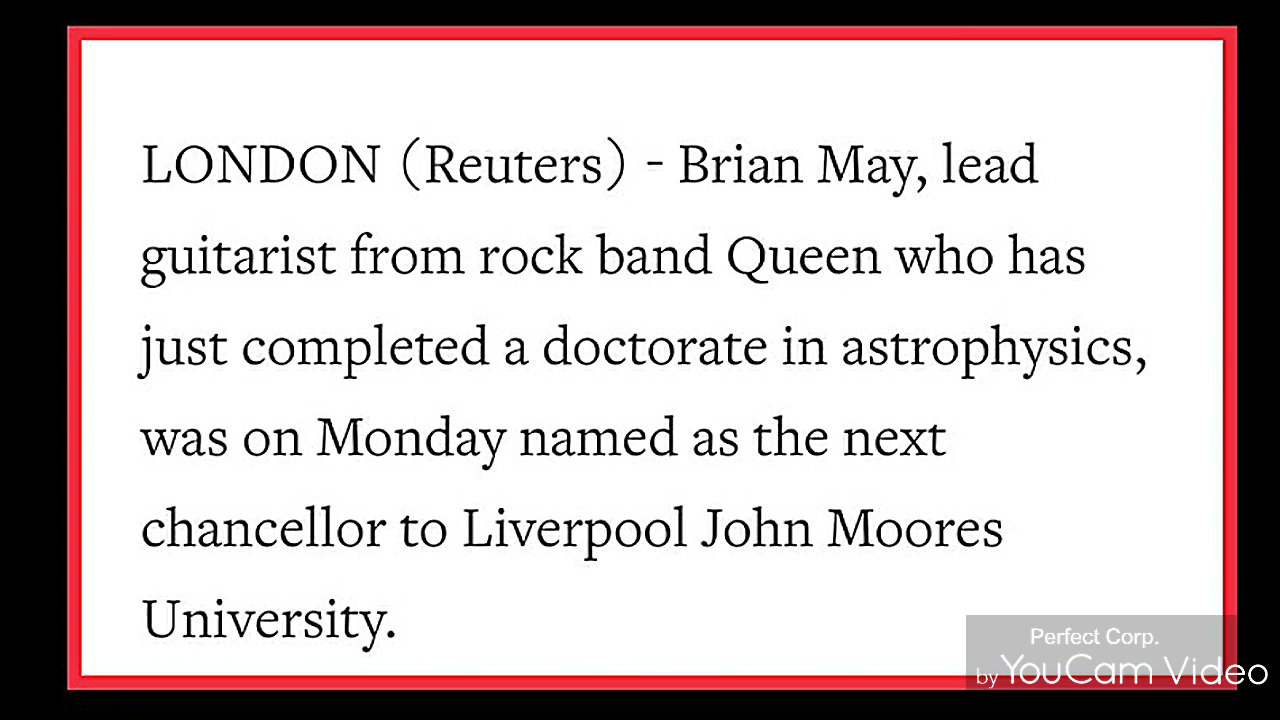 LONDON (Reuters) - Brian May, lead
guitarist from rock band Queen who has
just completed a doctorate in astrophysics,
was on Monday named as the next
chancellor to Liverpool John Moores
University.
Perfect Corp.
by YouCam Video